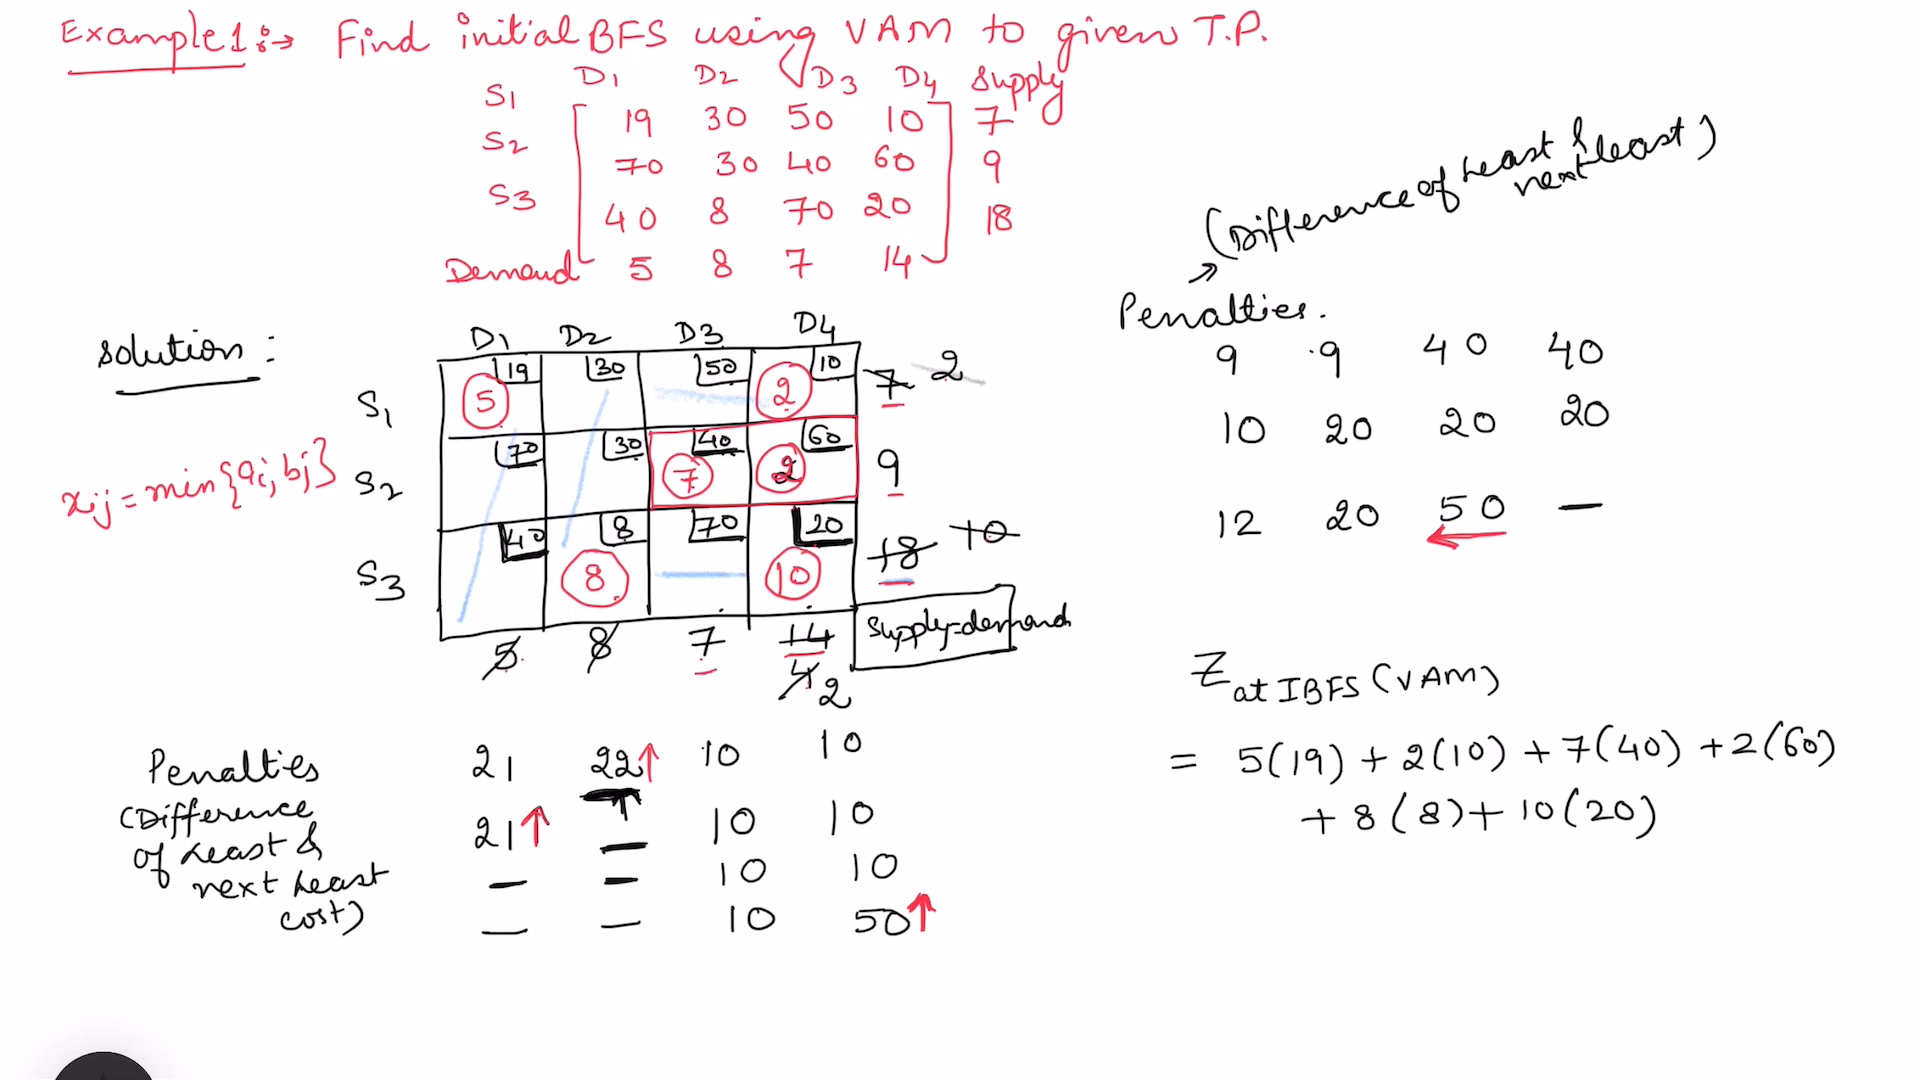 Example1:→ Find initial BFS using VAM to given T.P.
D1 D2 D3 D4 Supply
S1 19 30 50 10 7
S2 70 30 40 60 9
S3 40 8 70 20 18
Demand 5 8 7 14
(Difference of least & next least)
Penalties.
9 9 40 40
10 20 20 20
12 20 50 —
Solution :
D1 D2 D3 D4
S1 5 19 30 50 2 10 7 2
xij = min{ai, bj}
S2 70 30 7 40 2 60 9
S3 40 8 8 70 10 20 18 10
5 8 7 14 Supply=demand
4 2
Penalties 21 22↑ 10 10
(Difference of least & next least cost)
21↑ — 10 10
— — 10 10
— — 10 50↑
Z at IBFS (VAM)
= 5(19) + 2(10) + 7(40) + 2(60)
+ 8(8) + 10(20)